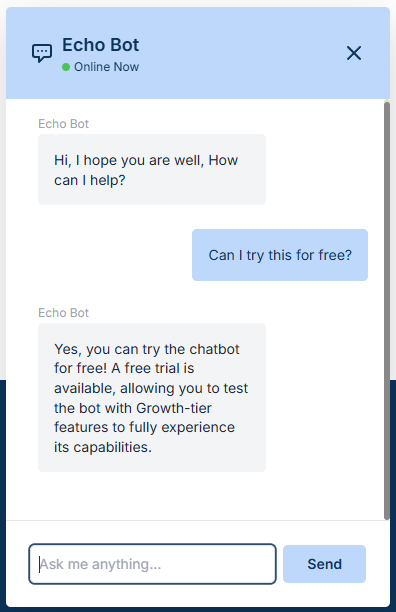 Echo Bot
Online Now
Echo Bot
Hi, I hope you are well, How
can I help?
Can I try this for free?
Echo Bot
Yes, you can try the chatbot
for free! A free trial is
available, allowing you to test
the bot with Growth-tier
features to fully experience
its capabilities.
Ask me anything...
Send